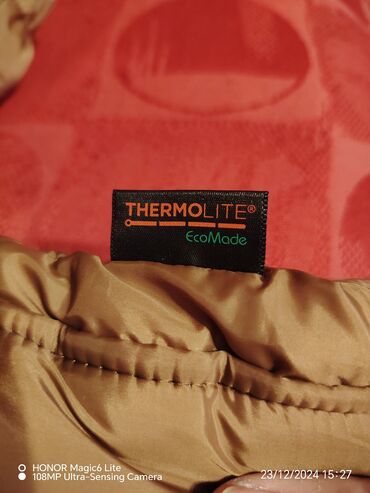 THERMOLITE®
EcoMade
HONOR Magic6 Lite
108MP Ultra-Sensing Camera
23/12/2024 15:27